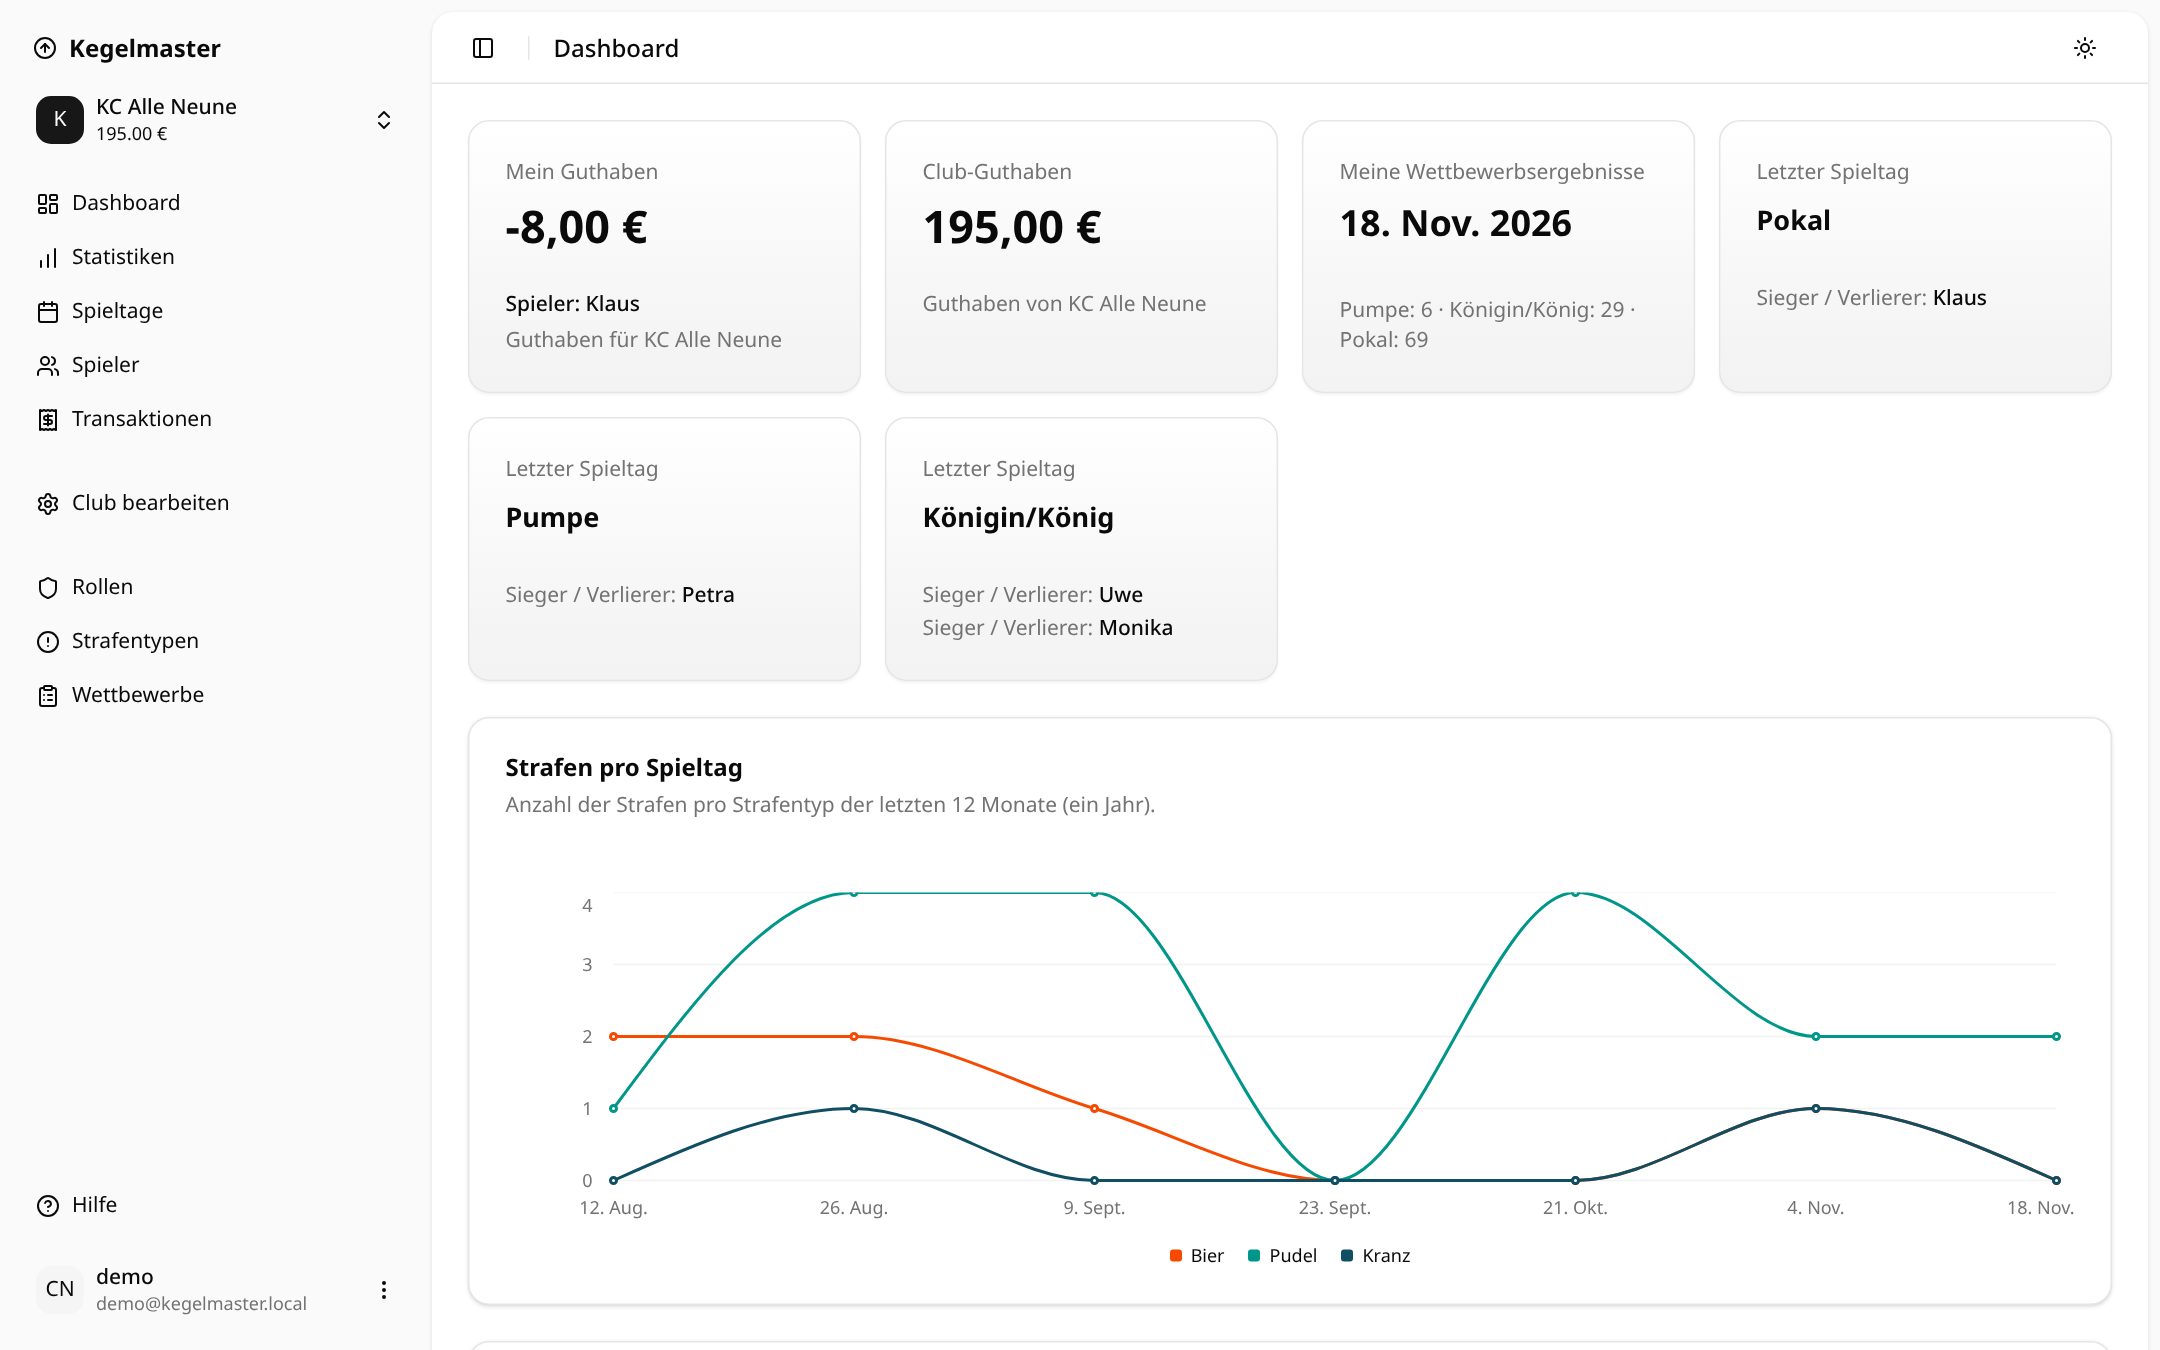 Kegelmaster
K
KC Alle Neune
195.00 €
Dashboard
Statistiken
Spieltage
Spieler
Transaktionen
Club bearbeiten
Rollen
Strafentypen
Wettbewerbe
Hilfe
CN
demo
demo@kegelmaster.local
Dashboard
Mein Guthaben
-8,00 €
Spieler: Klaus
Guthaben für KC Alle Neune
Club-Guthaben
195,00 €
Guthaben von KC Alle Neune
Meine Wettbewerbsergebnisse
18. Nov. 2026
Pumpe: 6 · Königin/König: 29 ·
Pokal: 69
Letzter Spieltag
Pokal
Sieger / Verlierer: Klaus
Letzter Spieltag
Pumpe
Sieger / Verlierer: Petra
Letzter Spieltag
Königin/König
Sieger / Verlierer: Uwe
Sieger / Verlierer: Monika
Strafen pro Spieltag
Anzahl der Strafen pro Strafentyp der letzten 12 Monate (ein Jahr).
4
3
2
1
0
12. Aug. 26. Aug. 9. Sept. 23. Sept. 21. Okt. 4. Nov. 18. Nov.
Bier Pudel Kranz